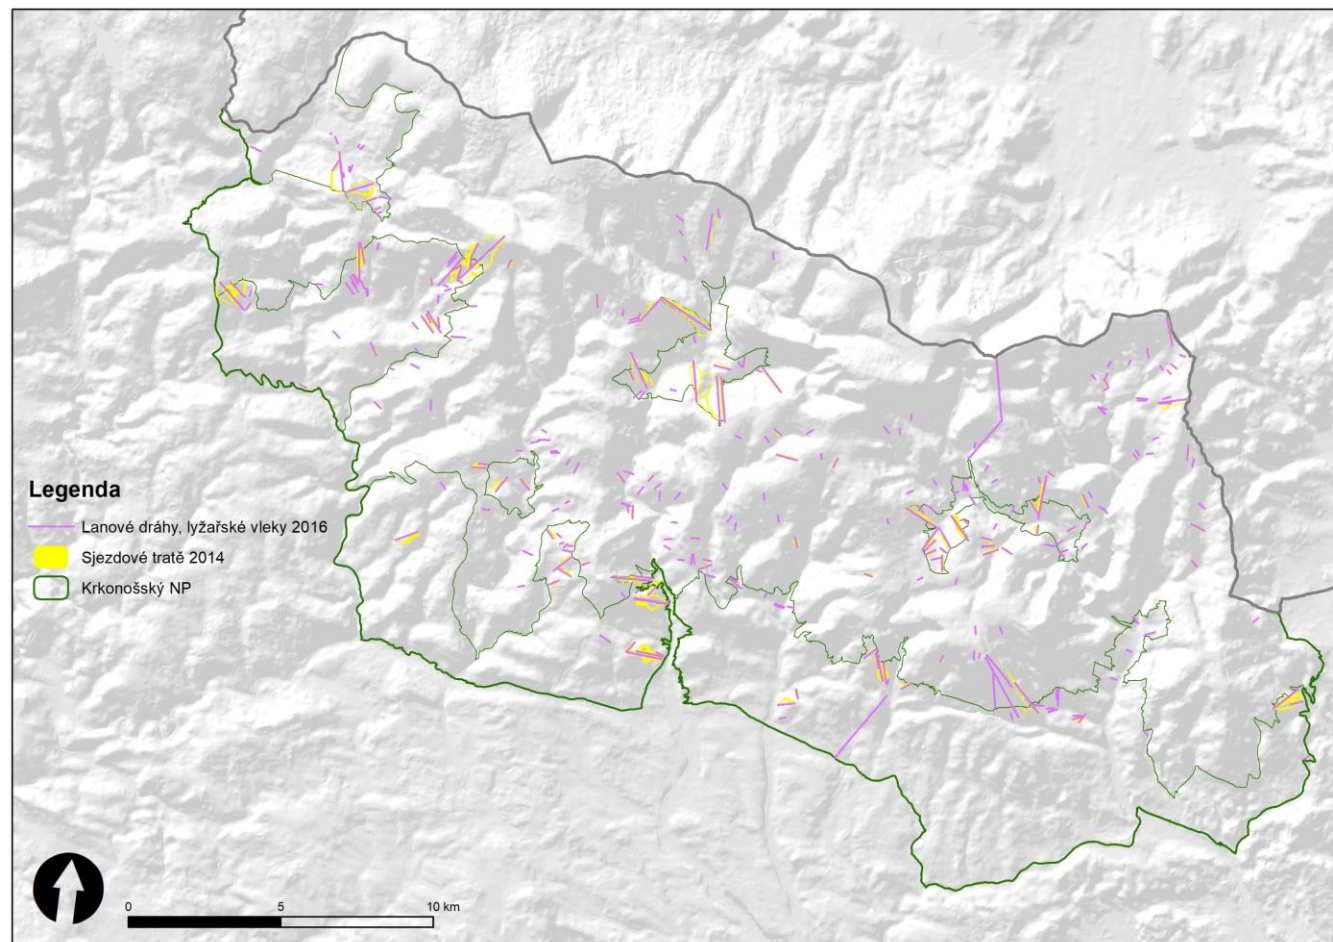 Legenda
Lanové dráhy, lyžařské vleky 2016
Sjezdové tratě 2014
Krkonošský NP
0 5 10 km